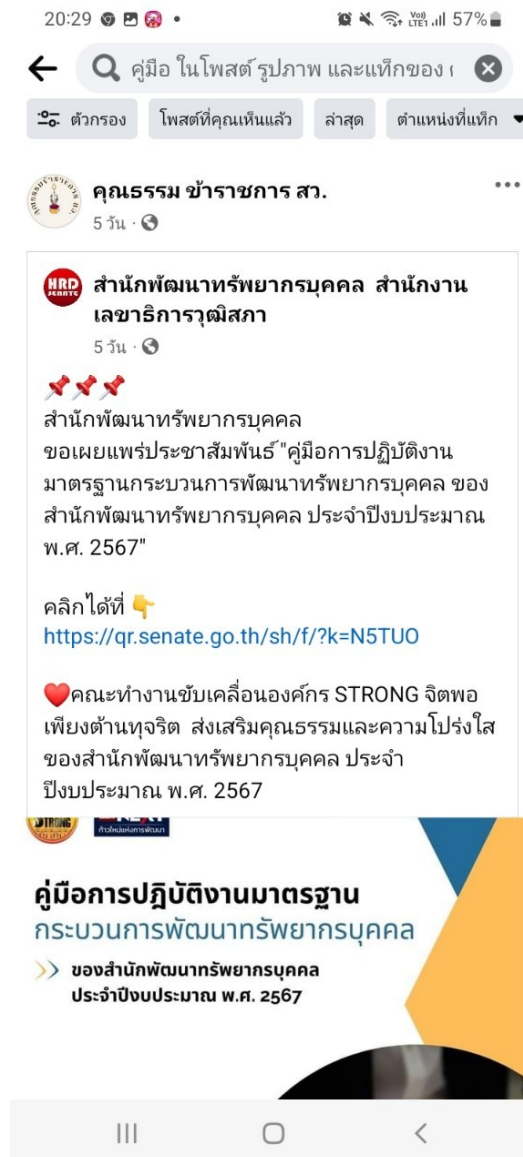 20:29
57%
คู่มือ ในโพสต์ รูปภาพ และแท็กของ
ตัวกรอง โพสต์ที่คุณเห็นแล้ว ล่าสุด ตำแหน่งที่แท็ก
คุณธรรม ข้าราชการ สว.
5 วัน ·
HRD
SENATE
สำนักพัฒนาทรัพยากรบุคคล สำนักงาน
เลขาธิการวุฒิสภา
5 วัน ·
📌📌📌
สำนักพัฒนาทรัพยากรบุคคล
ขอเผยแพร่ประชาสัมพันธ์ "คู่มือการปฏิบัติงาน
มาตรฐานกระบวนการพัฒนาทรัพยากรบุคคล ของ
สำนักพัฒนาทรัพยากรบุคคล ประจำปีงบประมาณ
พ.ศ. 2567"
คลิกได้ที่ 👇
https://qr.senate.go.th/sh/f/?k=N5TUO
❤️คณะทำงานขับเคลื่อนองค์กร STRONG จิตพอ
เพียงต้านทุจริต ส่งเสริมคุณธรรมและความโปร่งใส
ของสำนักพัฒนาทรัพยากรบุคคล ประจำ
ปีงบประมาณ พ.ศ. 2567
STRONG
ก้าวใหม่แห่งการพัฒนา
คู่มือการปฏิบัติงานมาตรฐาน
กระบวนการพัฒนาทรัพยากรบุคคล
ของสำนักพัฒนาทรัพยากรบุคคล
ประจำปีงบประมาณ พ.ศ. 2567